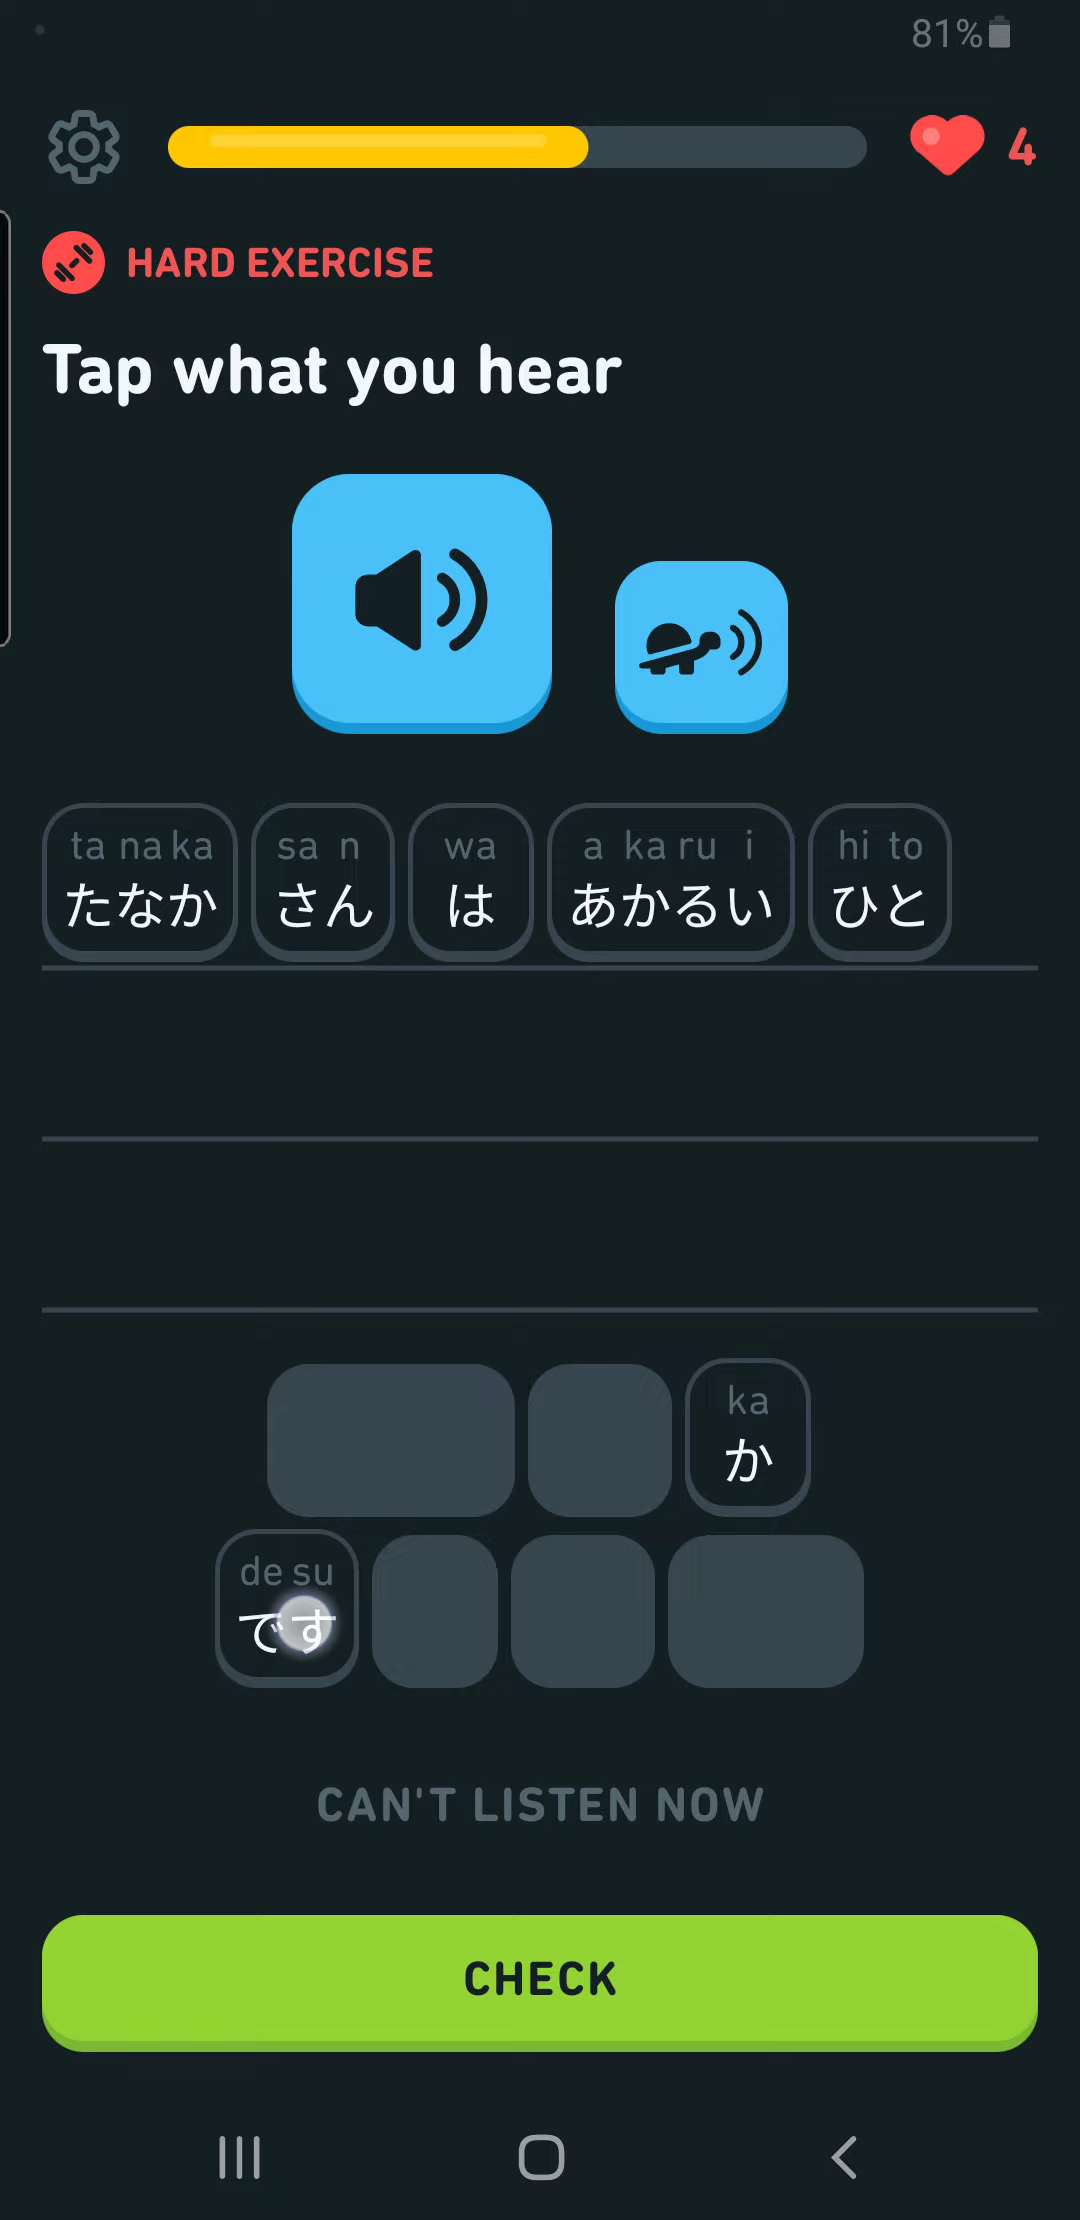 81%
4
HARD EXERCISE
Tap what you hear
ta na ka sa n wa a ka ru i hi to
たなか さん は あかるい ひと
ka
か
de su
です
CAN'T LISTEN NOW
CHECK